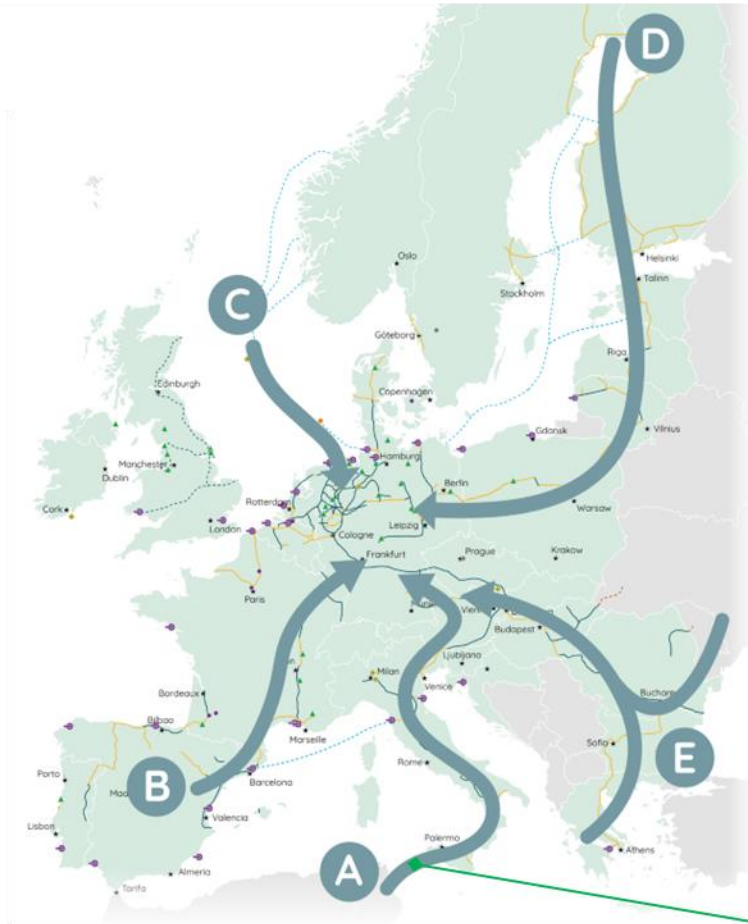 D
Oslo
Helsinki
Talinn
Stockholm
C
Göteborg
Riga
Edinburgh
Copenhagen
Vilnius
Gdansk
Manchester
Dublin
Hamburg
Berlin
Rotterdam
Warsaw
Cork
London
Leipzig
Cologne
Frankfurt
Prague
Krakow
Paris
Budapest
Ljubljana
Milan
Venice
Bordeaux
Bilbao
Marseille
Sofia
E
Rome
Porto
B
Barcelona
Valencia
Lisbon
Palermo
Athens
A
Almeria
Tarifa